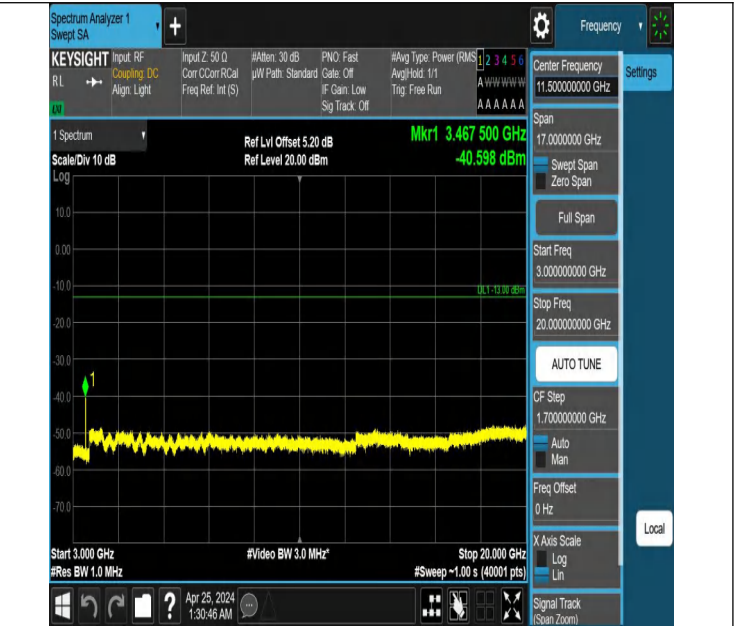 Spectrum Analyzer 1
Swept SA
+
Frequency
KEYSIGHT
Input: RF
Input Z: 50 Ω
#Atten: 30 dB
PNO: Fast
#Avg Type: Power (RMS
1 2 3 4 5 6
R L
Coupling: DC
Corr CCorr RCal
µW Path: Standard
Gate: Off
Avg|Hold: 1/1
A W W W W W
Align: Light
Freq Ref: Int (S)
IF Gain: Low
Trig: Free Run
Sig Track: Off
A A A A A A
1 Spectrum
Ref Lvl Offset 5.20 dB
Mkr1 3.467 500 GHz
Scale/Div 10 dB
Ref Level 20.00 dBm
-40.598 dBm
Log
10.0
0.00
-10.0
DL1 -13.00 dBm
-20.0
-30.0
1
-40.0
-50.0
-60.0
-70.0
Start 3.000 GHz
#Video BW 3.0 MHz*
Stop 20.000 GHz
#Res BW 1.0 MHz
#Sweep ~1.00 s (40001 pts)
?
Apr 25, 2024
1:30:46 AM
Center Frequency
11.500000000 GHz
Settings
Span
17.0000000 GHz
Swept Span
Zero Span
Full Span
Start Freq
3.000000000 GHz
Stop Freq
20.000000000 GHz
AUTO TUNE
CF Step
1.700000000 GHz
Auto
Man
Freq Offset
0 Hz
X Axis Scale
Log
Lin
Local
Signal Track
(Span Zoom)